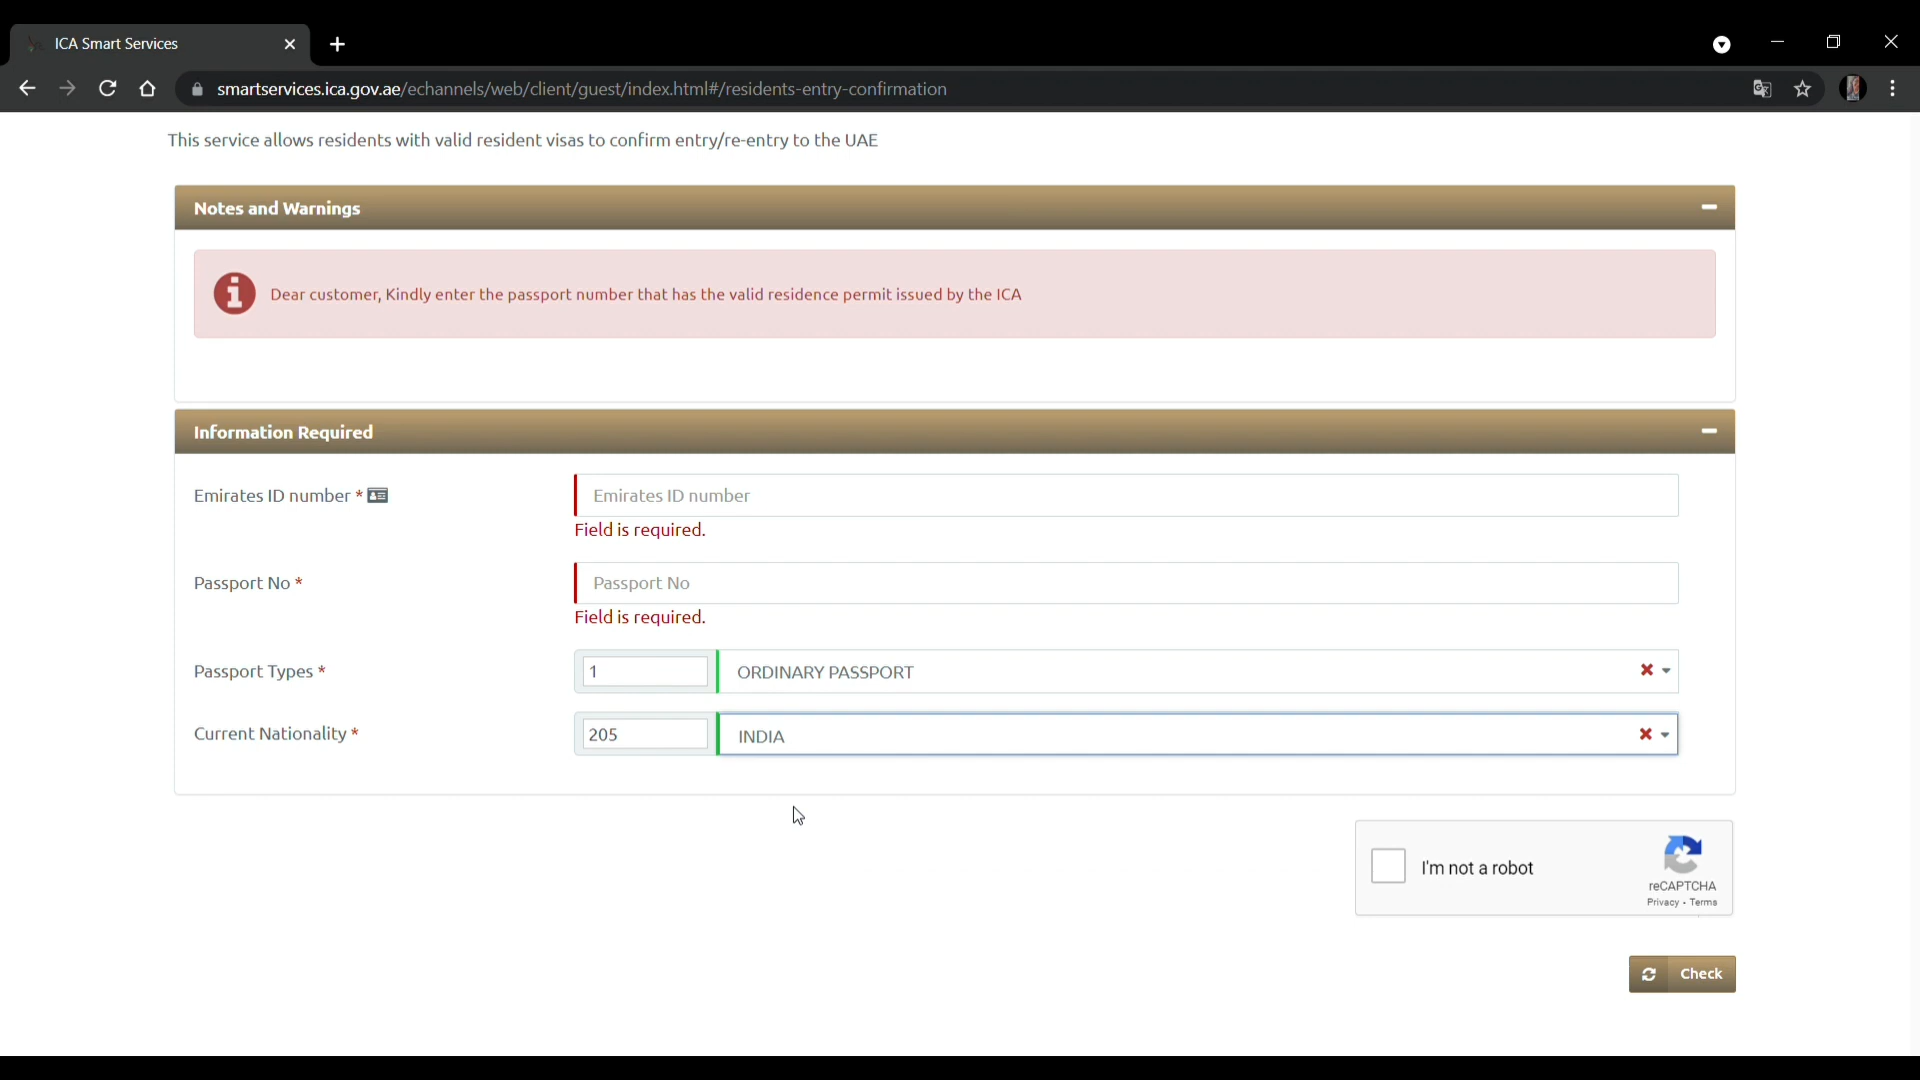 ICA Smart Services
smartservices.ica.gov.ae/echannels/web/client/guest/index.html#/residents-entry-confirmation
This service allows residents with valid resident visas to confirm entry/re-entry to the UAE
Notes and Warnings
Dear customer, Kindly enter the passport number that has the valid residence permit issued by the ICA
Information Required
Emirates ID number * Emirates ID number
Field is required.
Passport No * Passport No
Field is required.
Passport Types * 1 ORDINARY PASSPORT
Current Nationality * 205 INDIA
I'm not a robot
reCAPTCHA
Privacy - Terms
Check